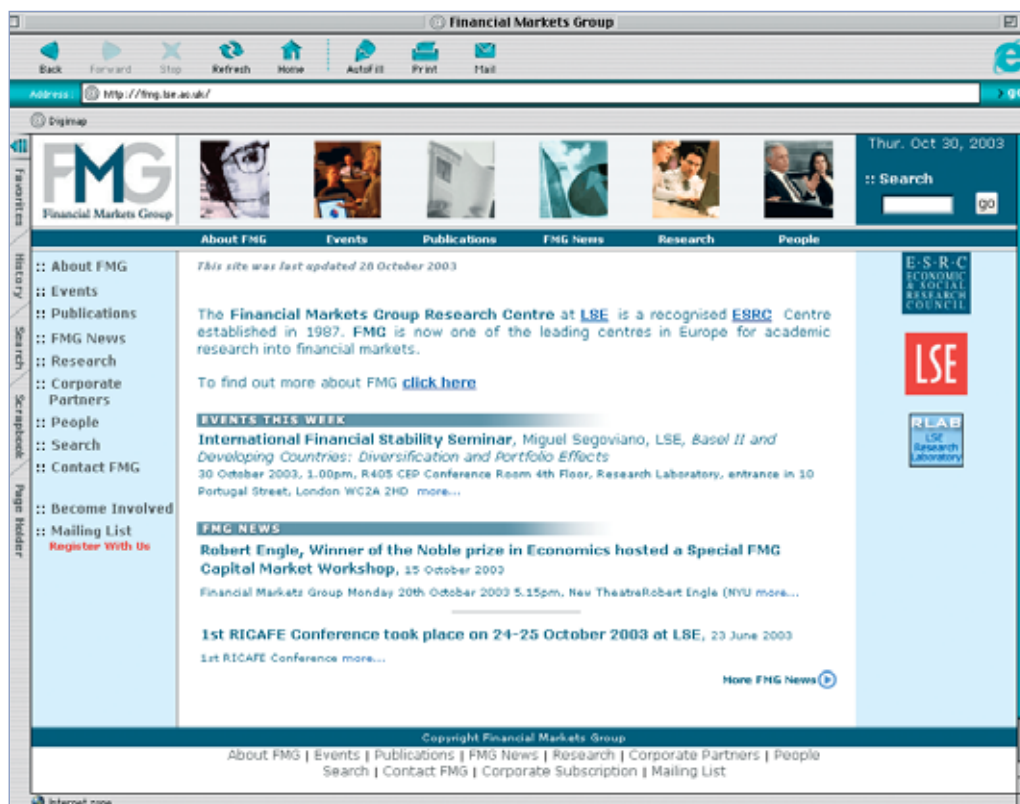 Financial Markets Group
Back Forward Stop Refresh Home AutoFill Print Mail
Address: http://fmg.lse.ac.uk/ go
Digimap
Favorites
History
Search
Scrapbook
Page Holder
FMG
Financial Markets Group
Thur. Oct 30, 2003
:: Search
go
About FMG Events Publications FMG News Research People
:: About FMG
:: Events
:: Publications
:: FMG News
:: Research
:: Corporate
Partners
:: People
:: Search
:: Contact FMG
:: Become Involved
:: Mailing List
Register With Us
This site was last updated 28 October 2003
The Financial Markets Group Research Centre at LSE is a recognised ESRC Centre
established in 1987. FMG is now one of the leading centres in Europe for academic
research into financial markets.
To find out more about FMG click here
EVENTS THIS WEEK
International Financial Stability Seminar, Miguel Segoviano, LSE, Basel II and
Developing Countries: Diversification and Portfolio Effects
30 October 2003, 1.00pm, R405 CEP Conference Room 4th Floor, Research Laboratory, entrance in 10
Portugal Street, London WC2A 2HD more...
FMG NEWS
Robert Engle, Winner of the Noble prize in Economics hosted a Special FMG
Capital Market Workshop, 15 October 2003
Financial Markets Group Monday 20th October 2003 5.15pm, New TheatreRobert Engle (NYU more...
1st RICAFE Conference took place on 24-25 October 2003 at LSE, 23 June 2003
1st RICAFE Conference more...
More FMG News
E·S·R·C
ECONOMIC
& SOCIAL
RESEARCH
COUNCIL
LSE
RLAB
LSE
Research
Laboratory
Copyright Financial Markets Group
About FMG | Events | Publications | FMG News | Research | Corporate Partners | People
Search | Contact FMG | Corporate Subscription | Mailing List
Internet zone